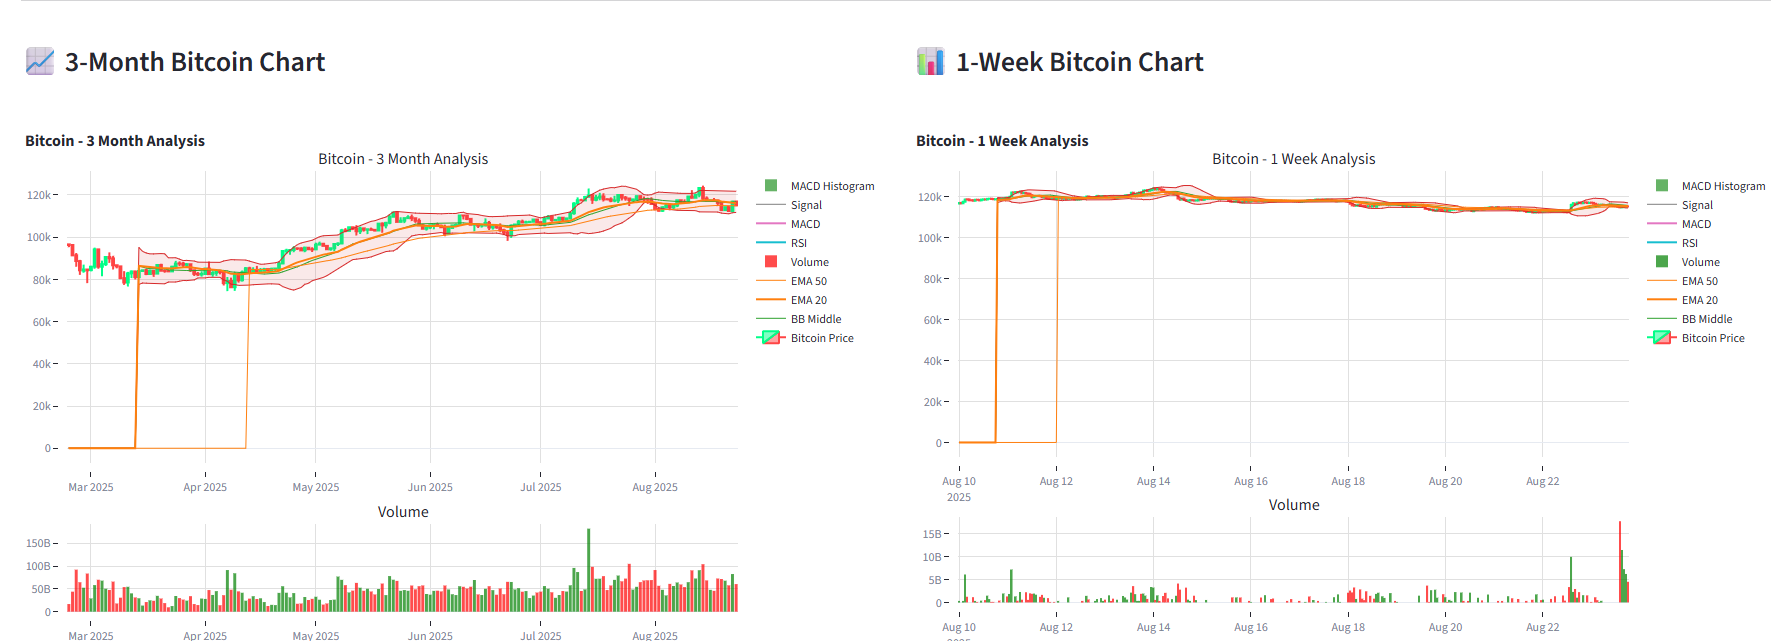 3-Month Bitcoin Chart
Bitcoin - 3 Month Analysis
Bitcoin - 3 Month Analysis
120k
100k
80k
60k
40k
20k
0
Mar 2025 Apr 2025 May 2025 Jun 2025 Jul 2025 Aug 2025
MACD Histogram
Signal
MACD
RSI
Volume
EMA 50
EMA 20
BB Middle
Bitcoin Price
Volume
150B
100B
50B
0
Mar 2025 Apr 2025 May 2025 Jun 2025 Jul 2025 Aug 2025
1-Week Bitcoin Chart
Bitcoin - 1 Week Analysis
Bitcoin - 1 Week Analysis
120k
100k
80k
60k
40k
20k
0
Aug 10 Aug 12 Aug 14 Aug 16 Aug 18 Aug 20 Aug 22
2025
MACD Histogram
Signal
MACD
RSI
Volume
EMA 50
EMA 20
BB Middle
Bitcoin Price
Volume
15B
10B
5B
0
Aug 10 Aug 12 Aug 14 Aug 16 Aug 18 Aug 20 Aug 22